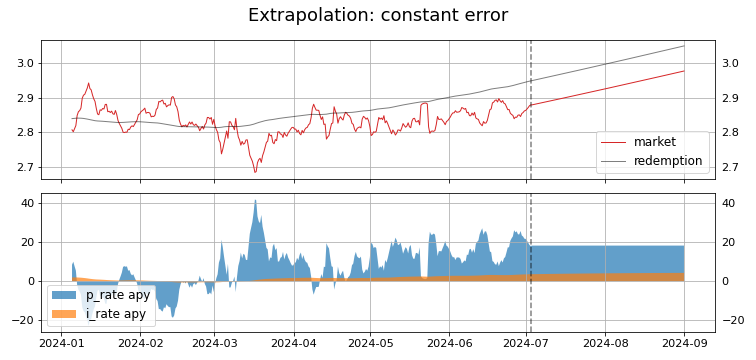 Extrapolation: constant error
3.0 3.0
2.9 2.9
2.8 2.8
2.7 2.7
market
redemption
40 40
20 20
0 0
−20 −20
p_rate apy
i_rate apy
2024-01 2024-02 2024-03 2024-04 2024-05 2024-06 2024-07 2024-08 2024-09